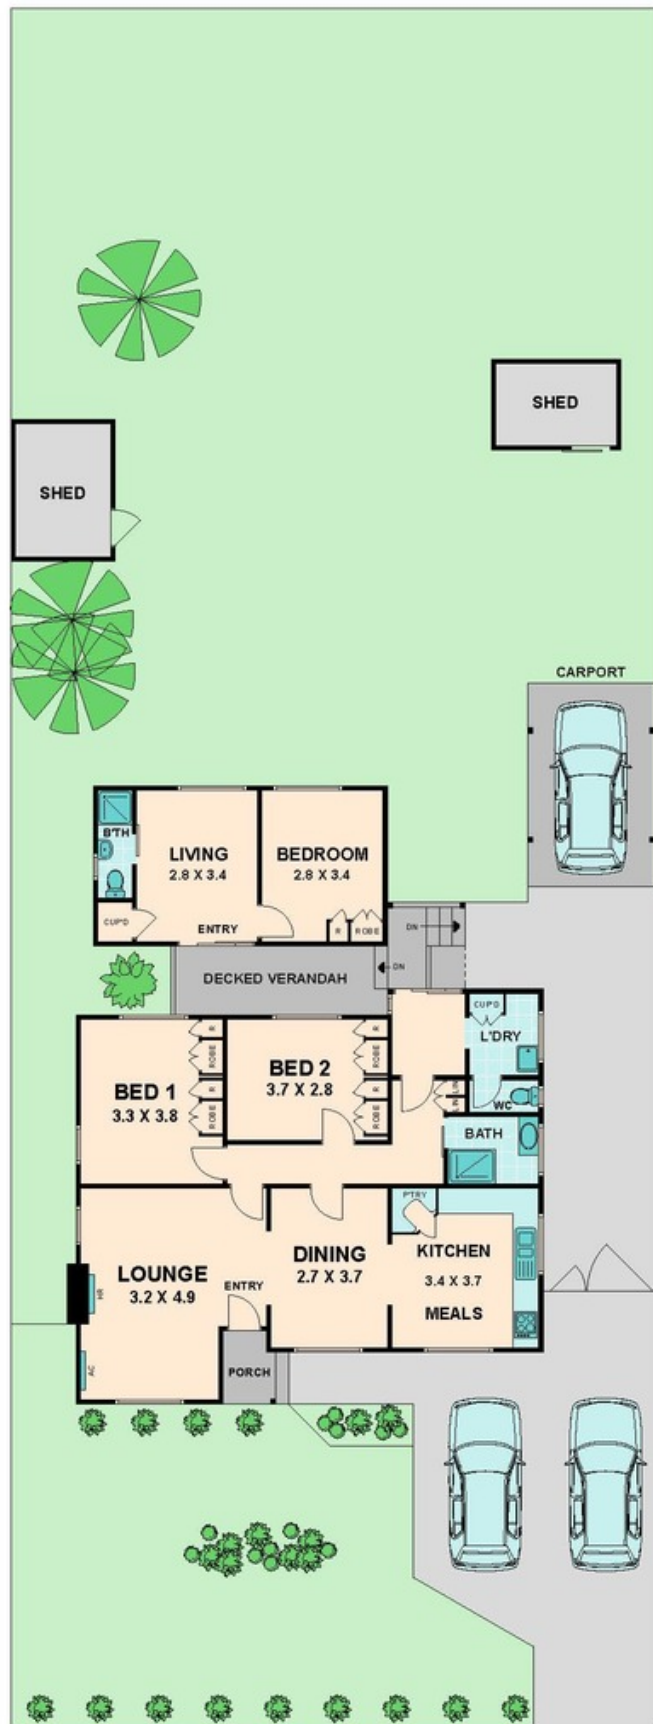 SHED
SHED
CARPORT
B'TH
LIVING
2.8 X 3.4
BEDROOM
2.8 X 3.4
CUP'D
ENTRY
R
ROBE
DN
DN
DECKED VERANDAH
CUP'D
L'DRY
BED 1
3.3 X 3.8
R
ROBE
R
ROBE
BED 2
3.7 X 2.8
R
ROBE
R
ROBE
LIN
LIN
WC
BATH
P'TRY
LOUNGE
3.2 X 4.9
ENTRY
DINING
2.7 X 3.7
KITCHEN
3.4 X 3.7
MEALS
HR
AC
PORCH